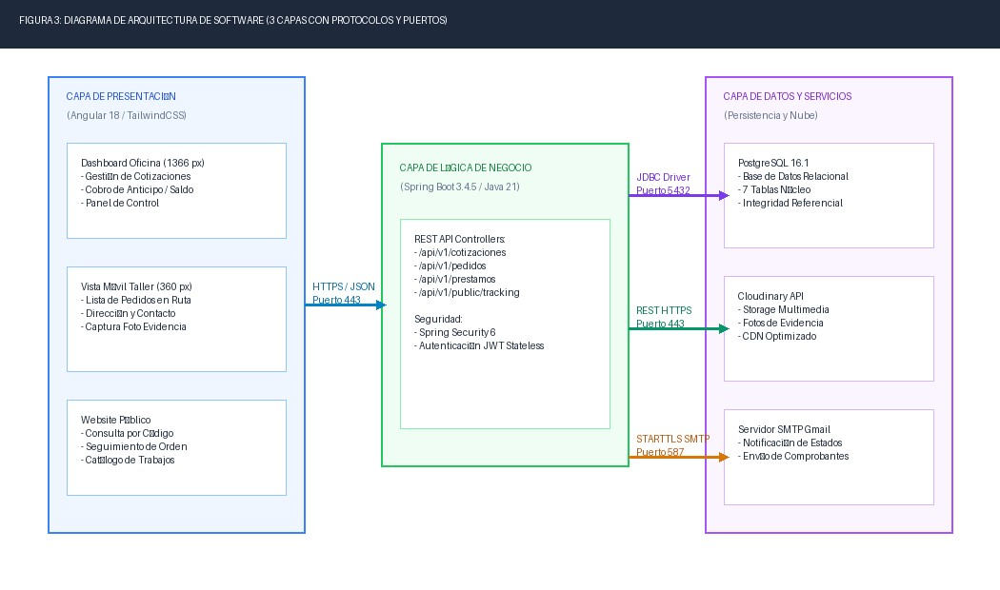 FIGURA 3: DIAGRAMA DE ARQUITECTURA DE SOFTWARE (3 CAPAS CON PROTOCOLOS Y PUERTOS)
CAPA DE PRESENTACI□N
(Angular 18 / TailwindCSS)
Dashboard Oficina (1366 px)
- Gesti□n de Cotizaciones
- Cobro de Anticipo / Saldo
- Panel de Control
Vista M□vil Taller (360 px)
- Lista de Pedidos en Ruta
- Direcci□n y Contacto
- Captura Foto Evidencia
Website P□blico
- Consulta por C□digo
- Seguimiento de Orden
- Cat□logo de Trabajos
HTTPS / JSON
Puerto 443
CAPA DE L□GICA DE NEGOCIO
(Spring Boot 3.4.5 / Java 21)
REST API Controllers:
- /api/v1/cotizaciones
- /api/v1/pedidos
- /api/v1/prestamos
- /api/v1/public/tracking
Seguridad:
- Spring Security 6
- Autenticaci□n JWT Stateless
JDBC Driver
Puerto 5432
REST HTTPS
Puerto 443
STARTTLS SMTP
Puerto 587
CAPA DE DATOS Y SERVICIOS
(Persistencia y Nube)
PostgreSQL 16.1
- Base de Datos Relacional
- 7 Tablas N□cleo
- Integridad Referencial
Cloudinary API
- Storage Multimedia
- Fotos de Evidencia
- CDN Optimizado
Servidor SMTP Gmail
- Notificaci□n de Estados
- Env□o de Comprobantes